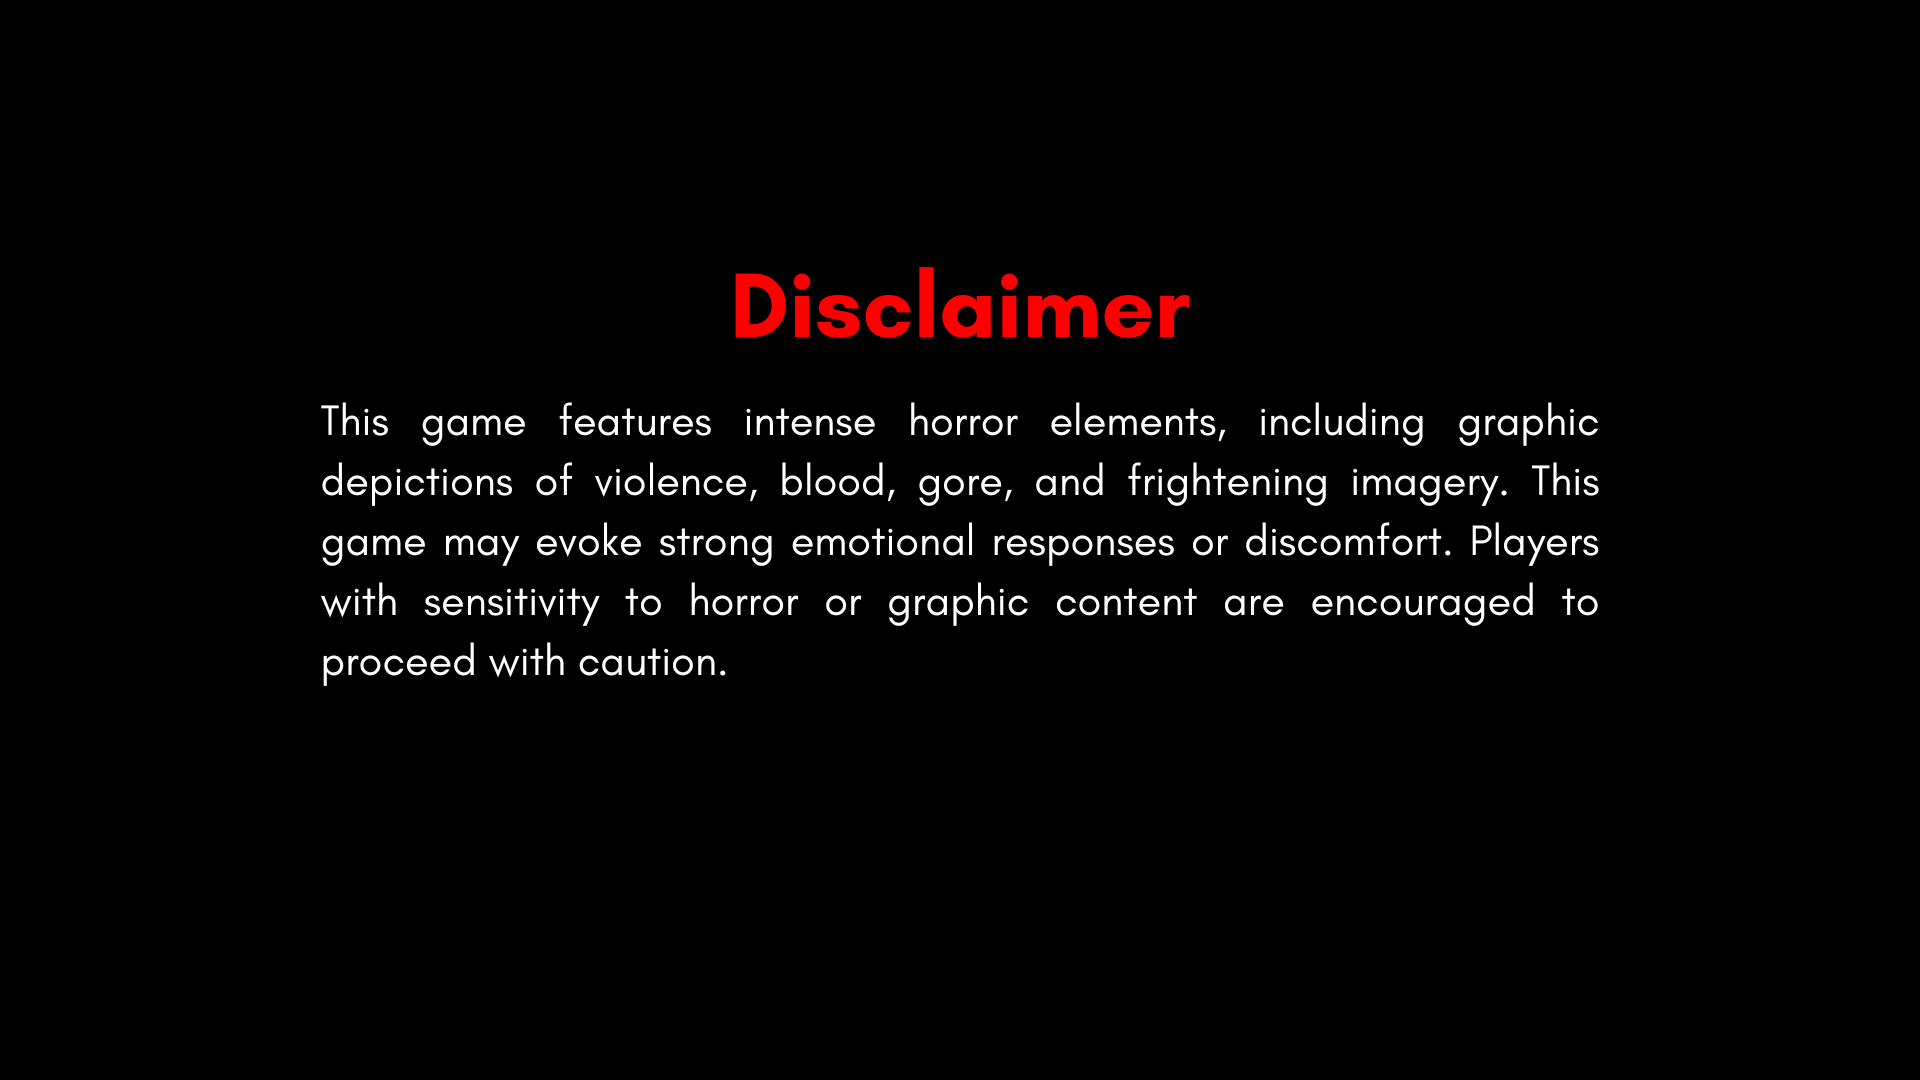 Disclaimer
This game features intense horror elements, including graphic
depictions of violence, blood, gore, and frightening imagery. This
game may evoke strong emotional responses or discomfort. Players
with sensitivity to horror or graphic content are encouraged to
proceed with caution.